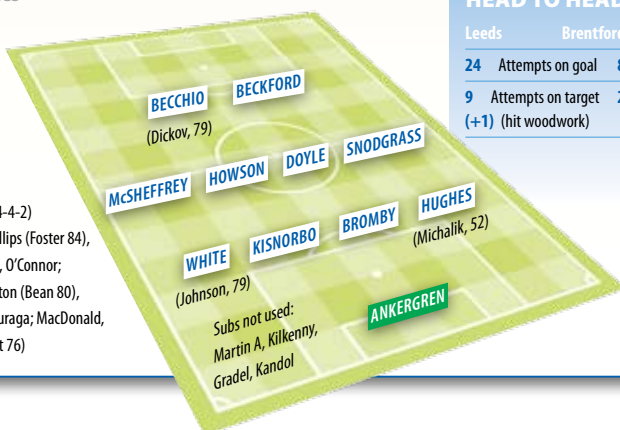 HEAD TO HEAD
Leeds Brentford
24 Attempts on goal 8
9 Attempts on target 2
(+1) (hit woodwork)
BECCHIO BECKFORD
(Dickov, 79)
McSHEFFREY HOWSON DOYLE SNODGRASS
WHITE KISNORBO BROMBY HUGHES
(Johnson, 79) (Michalik, 52)
ANKERGREN
Subs not used:
Martin A, Kilkenny,
Gradel, Kandol
4-4-2)
llips (Foster 84),
, O'Connor;
ton (Bean 80),
uraga; MacDonald,
t 76)